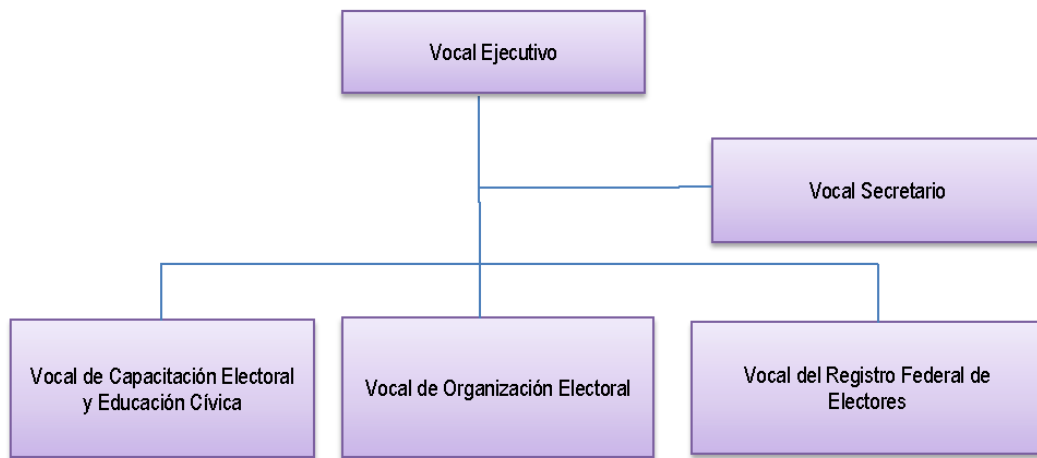 Vocal Ejecutivo
Vocal Secretario
Vocal de Capacitación Electoral
y Educación Cívica
Vocal de Organización Electoral
Vocal del Registro Federal de
Electores